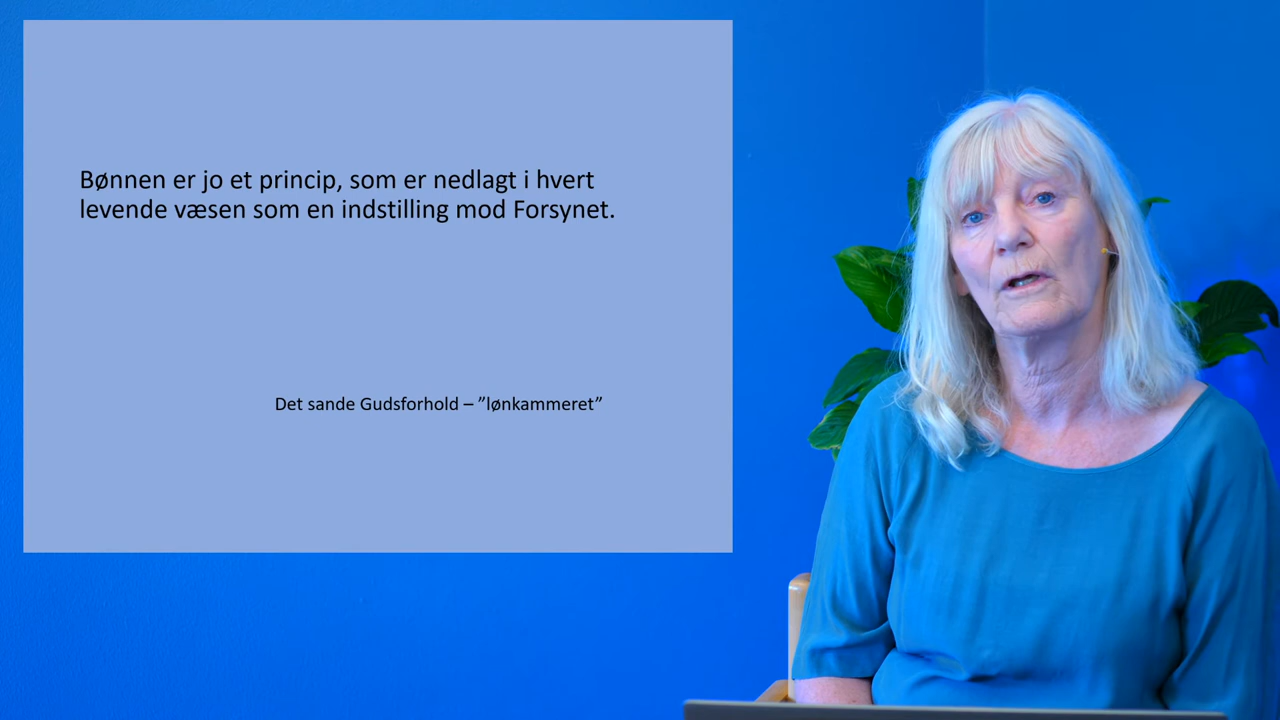 Bønnen er jo et princip, som er nedlagt i hvert
levende væsen som en indstilling mod Forsynet.
Det sande Gudsforhold – ”lønkammeret”